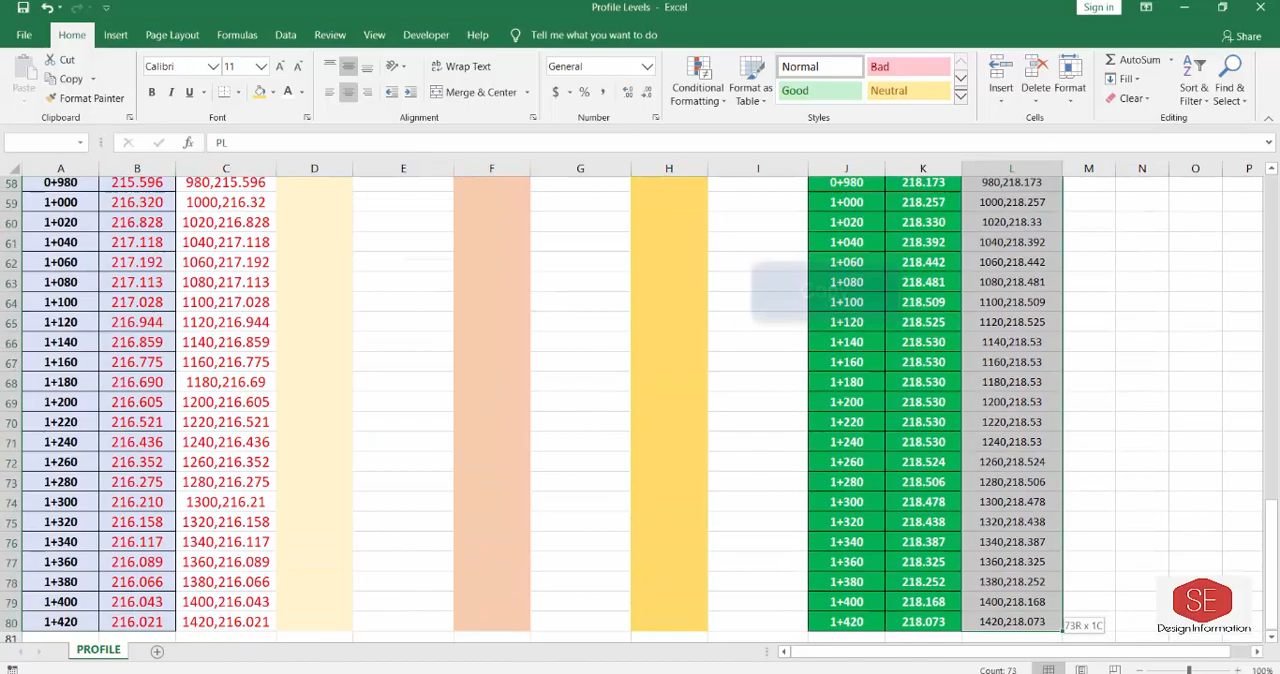 Profile Levels - Excel
Sign in
File Home Insert Page Layout Formulas Data Review View Developer Help Tell me what you want to do Share
Cut
Copy
Format Painter
Paste
Calibri 11
B I U A
Wrap Text
Merge & Center
General
$ % ,
Conditional Formatting
Format as Table
Normal Bad
Good Neutral
Insert Delete Format
AutoSum
Fill
Clear
Sort & Filter
Find & Select
Clipboard Font Alignment Number Styles Cells Editing
fx PL
A B C D E F G H I J K L M N O P
58 0+980 215.596 980,215.596 0+980 218.173 980,218.173
59 1+000 216.320 1000,216.32 1+000 218.257 1000,218.257
60 1+020 216.828 1020,216.828 1+020 218.330 1020,218.33
61 1+040 217.118 1040,217.118 1+040 218.392 1040,218.392
62 1+060 217.192 1060,217.192 1+060 218.442 1060,218.442
63 1+080 217.113 1080,217.113 1+080 218.481 1080,218.481
64 1+100 217.028 1100,217.028 1+100 218.509 1100,218.509
65 1+120 216.944 1120,216.944 1+120 218.525 1120,218.525
66 1+140 216.859 1140,216.859 1+140 218.530 1140,218.53
67 1+160 216.775 1160,216.775 1+160 218.530 1160,218.53
68 1+180 216.690 1180,216.69 1+180 218.530 1180,218.53
69 1+200 216.605 1200,216.605 1+200 218.530 1200,218.53
70 1+220 216.521 1220,216.521 1+220 218.530 1220,218.53
71 1+240 216.436 1240,216.436 1+240 218.530 1240,218.53
72 1+260 216.352 1260,216.352 1+260 218.524 1260,218.524
73 1+280 216.275 1280,216.275 1+280 218.506 1280,218.506
74 1+300 216.210 1300,216.21 1+300 218.478 1300,218.478
75 1+320 216.158 1320,216.158 1+320 218.438 1320,218.438
76 1+340 216.117 1340,216.117 1+340 218.387 1340,218.387
77 1+360 216.089 1360,216.089 1+360 218.325 1360,218.325
78 1+380 216.066 1380,216.066 1+380 218.252 1380,218.252
79 1+400 216.043 1400,216.043 1+400 218.168 1400,218.168
80 1+420 216.021 1420,216.021 1+420 218.073 1420,218.073
81
73R x 1C
SE
Design Information
PROFILE
Count: 73
100%